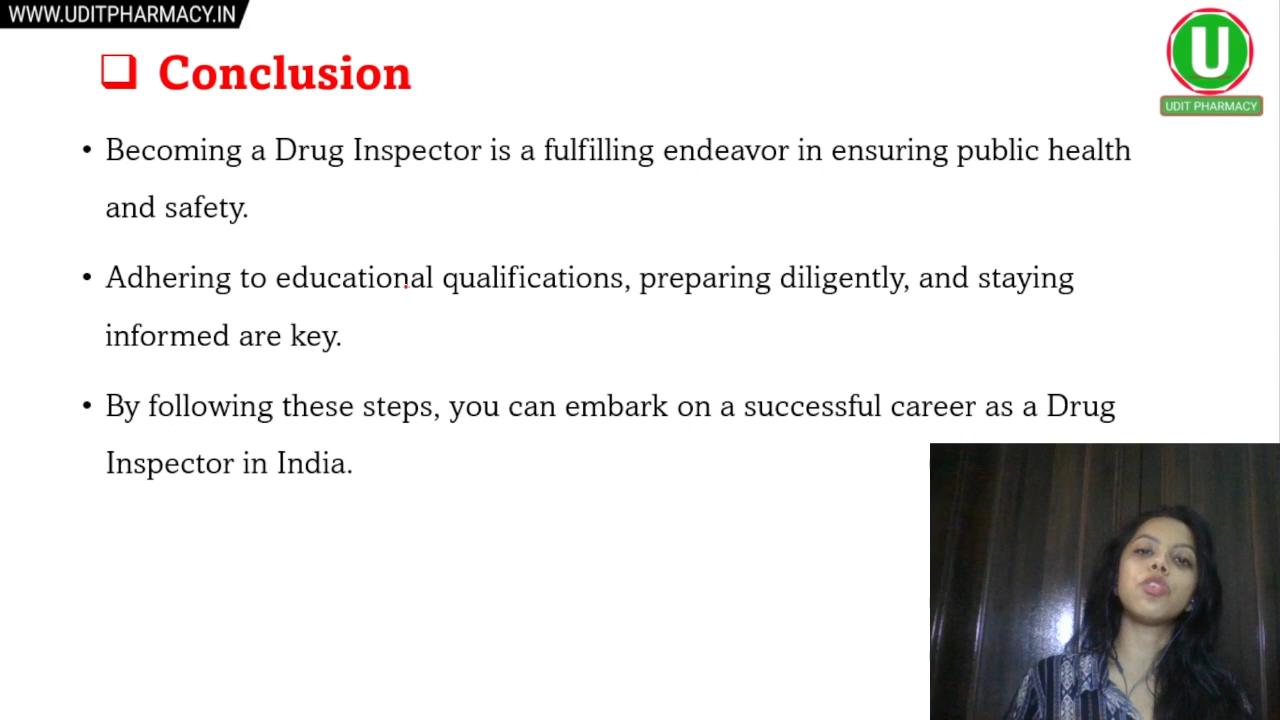 WWW.UDITPHARMACY.IN
U
UDIT PHARMACY
❑ Conclusion
• Becoming a Drug Inspector is a fulfilling endeavor in ensuring public health
and safety.
• Adhering to educational qualifications, preparing diligently, and staying
informed are key.
• By following these steps, you can embark on a successful career as a Drug
Inspector in India.